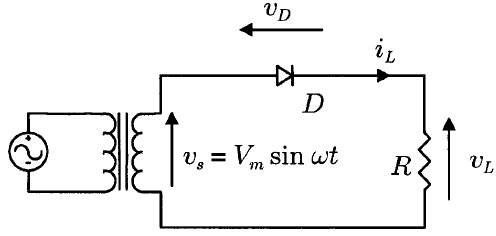 v_D
i_L
D
v_s = V_m sin ωt
R
v_L